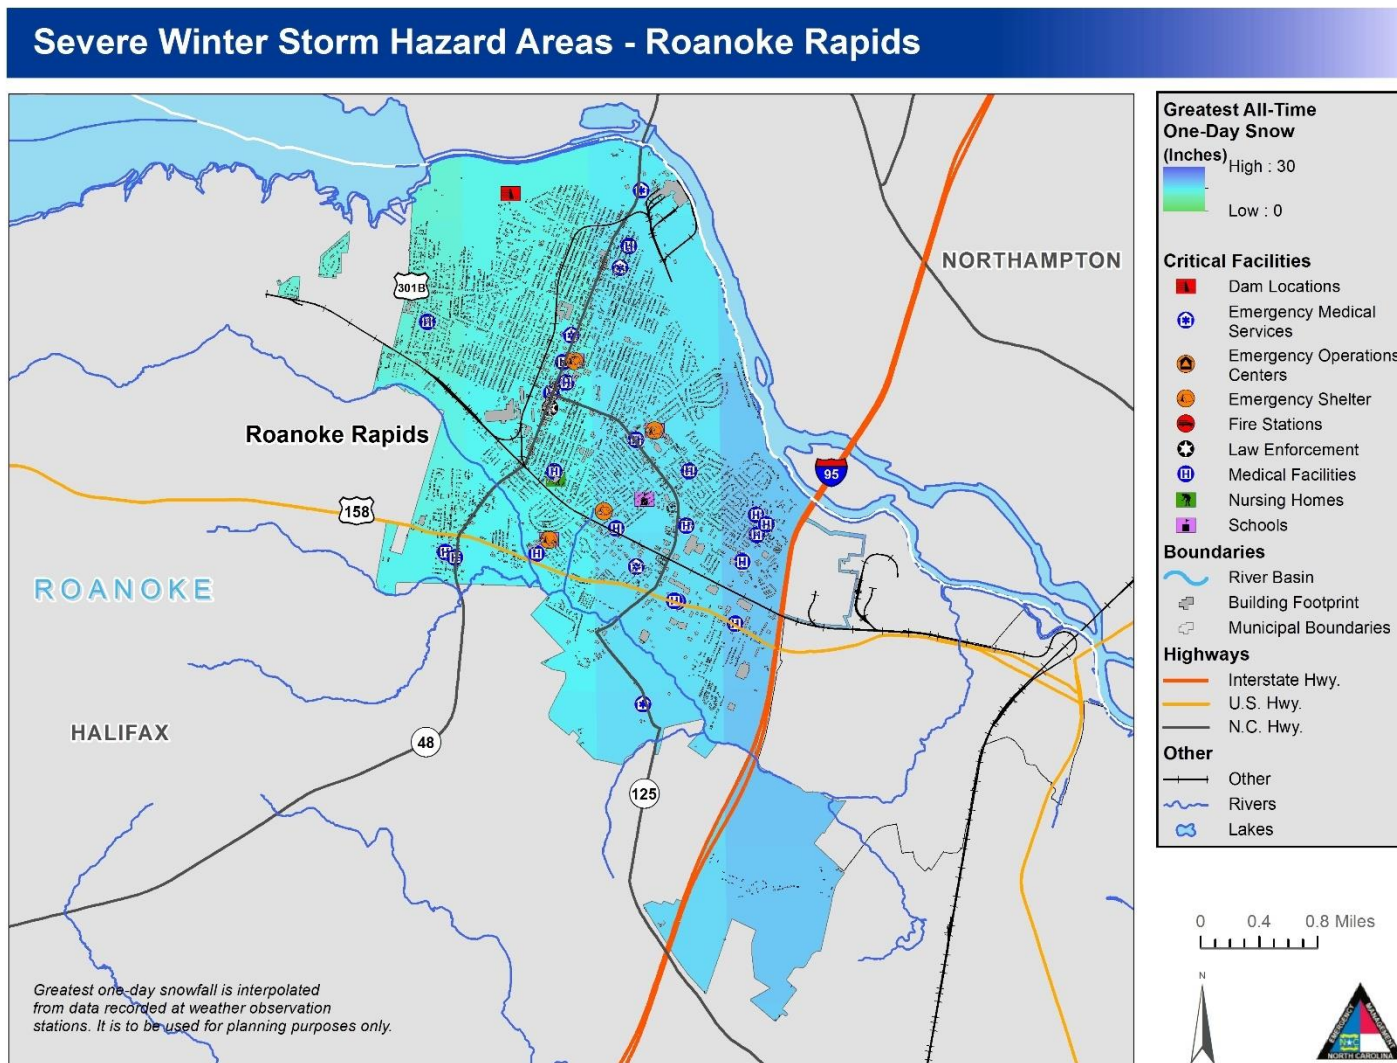 Severe Winter Storm Hazard Areas - Roanoke Rapids
NORTHAMPTON
301B
Roanoke Rapids
95
158
ROANOKE
HALIFAX
48
125
Greatest one-day snowfall is interpolated
from data recorded at weather observation
stations. It is to be used for planning purposes only.
Greatest All-Time
One-Day Snow
(Inches)
High : 30
Low : 0
Critical Facilities
Dam Locations
Emergency Medical
Services
Emergency Operations
Centers
Emergency Shelter
Fire Stations
Law Enforcement
H Medical Facilities
Nursing Homes
Schools
Boundaries
River Basin
Building Footprint
Municipal Boundaries
Highways
Interstate Hwy.
U.S. Hwy.
N.C. Hwy.
Other
Other
Rivers
Lakes
0 0.4 0.8 Miles
N
EMERGENCY
MANAGEMENT
NORTH CAROLINA